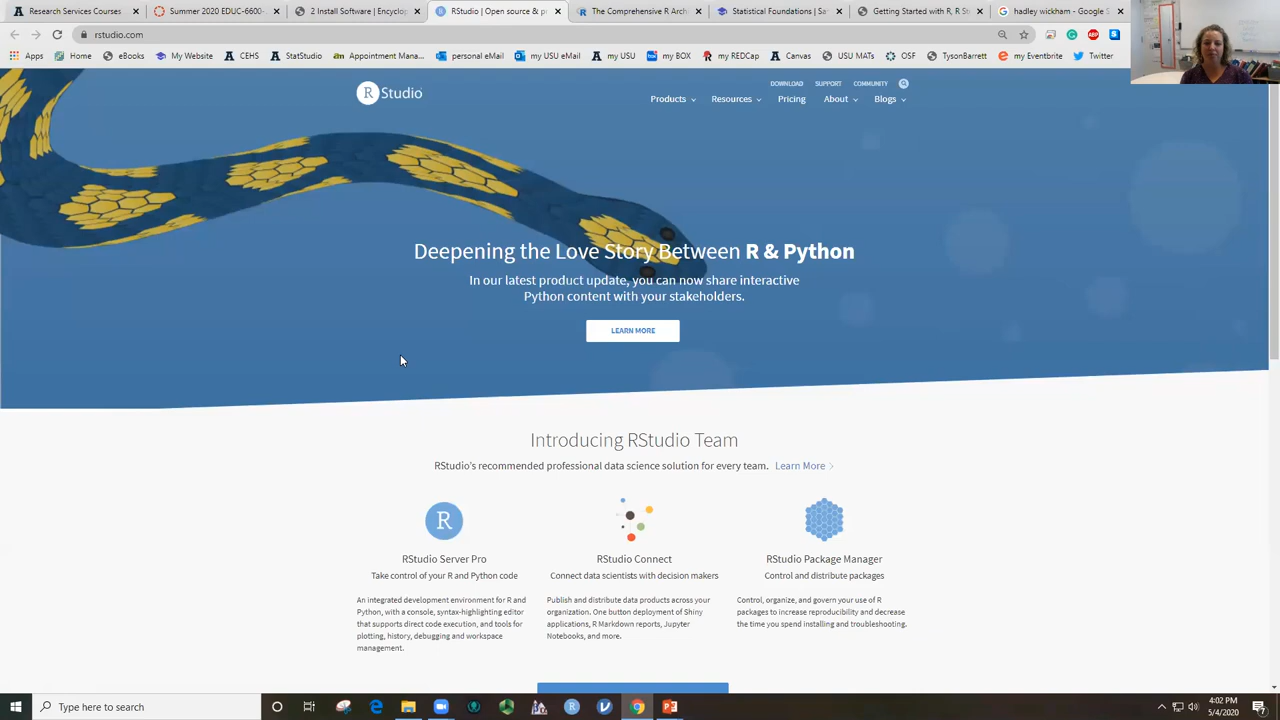 Research Courses
Summer 2020 EDUC-6600-
2 Install Software | Encyclop
RStudio | Open source & p
The Comprehensive R Archiv
Statistical Foundations | Sar
Getting Started with R, R St
hadley wickham - Google S
rstudio.com
Apps
Home
eBooks
My Website
CEHS
StatStudio
Appointment Mana...
personal eMail
my USU eMail
my USU
my BOX
my REDCap
Canvas
USU MATs
OSF
TysonBarrett
my Eventbrite
Twitter
DOWNLOAD SUPPORT COMMUNITY
R Studio
Products Resources Pricing About Blogs
Deepening the Love Story Between R & Python
In our latest product update, you can now share interactive
Python content with your stakeholders.
LEARN MORE
Introducing RStudio Team
RStudio's recommended professional data science solution for every team. Learn More
R
RStudio Server Pro
Take control of your R and Python code
An integrated development environment for R and
Python, with a console, syntax-highlighting editor
that supports direct code execution, and tools for
plotting, history, debugging and workspace
management.
RStudio Connect
Connect data scientists with decision makers
Publish and distribute data products across your
organization. One button deployment of Shiny
applications, R Markdown reports, Jupyter
Notebooks, and more.
RStudio Package Manager
Control and distribute packages
Control, organize, and govern your use of R
packages to increase reproducibility and decrease
the time you spend installing and troubleshooting.
Type here to search
4:02 PM
5/4/2020